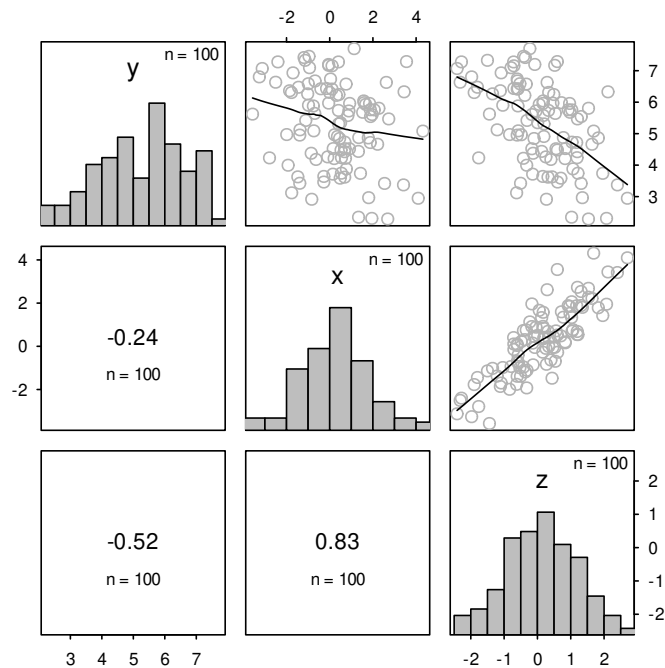 -2 0 2 4
y n = 100
7
6
5
4
3
4
2
0
-2
-0.24
n = 100
x n = 100
-0.52
n = 100
0.83
n = 100
z n = 100
2
1
0
-1
-2
3 4 5 6 7
-2 -1 0 1 2